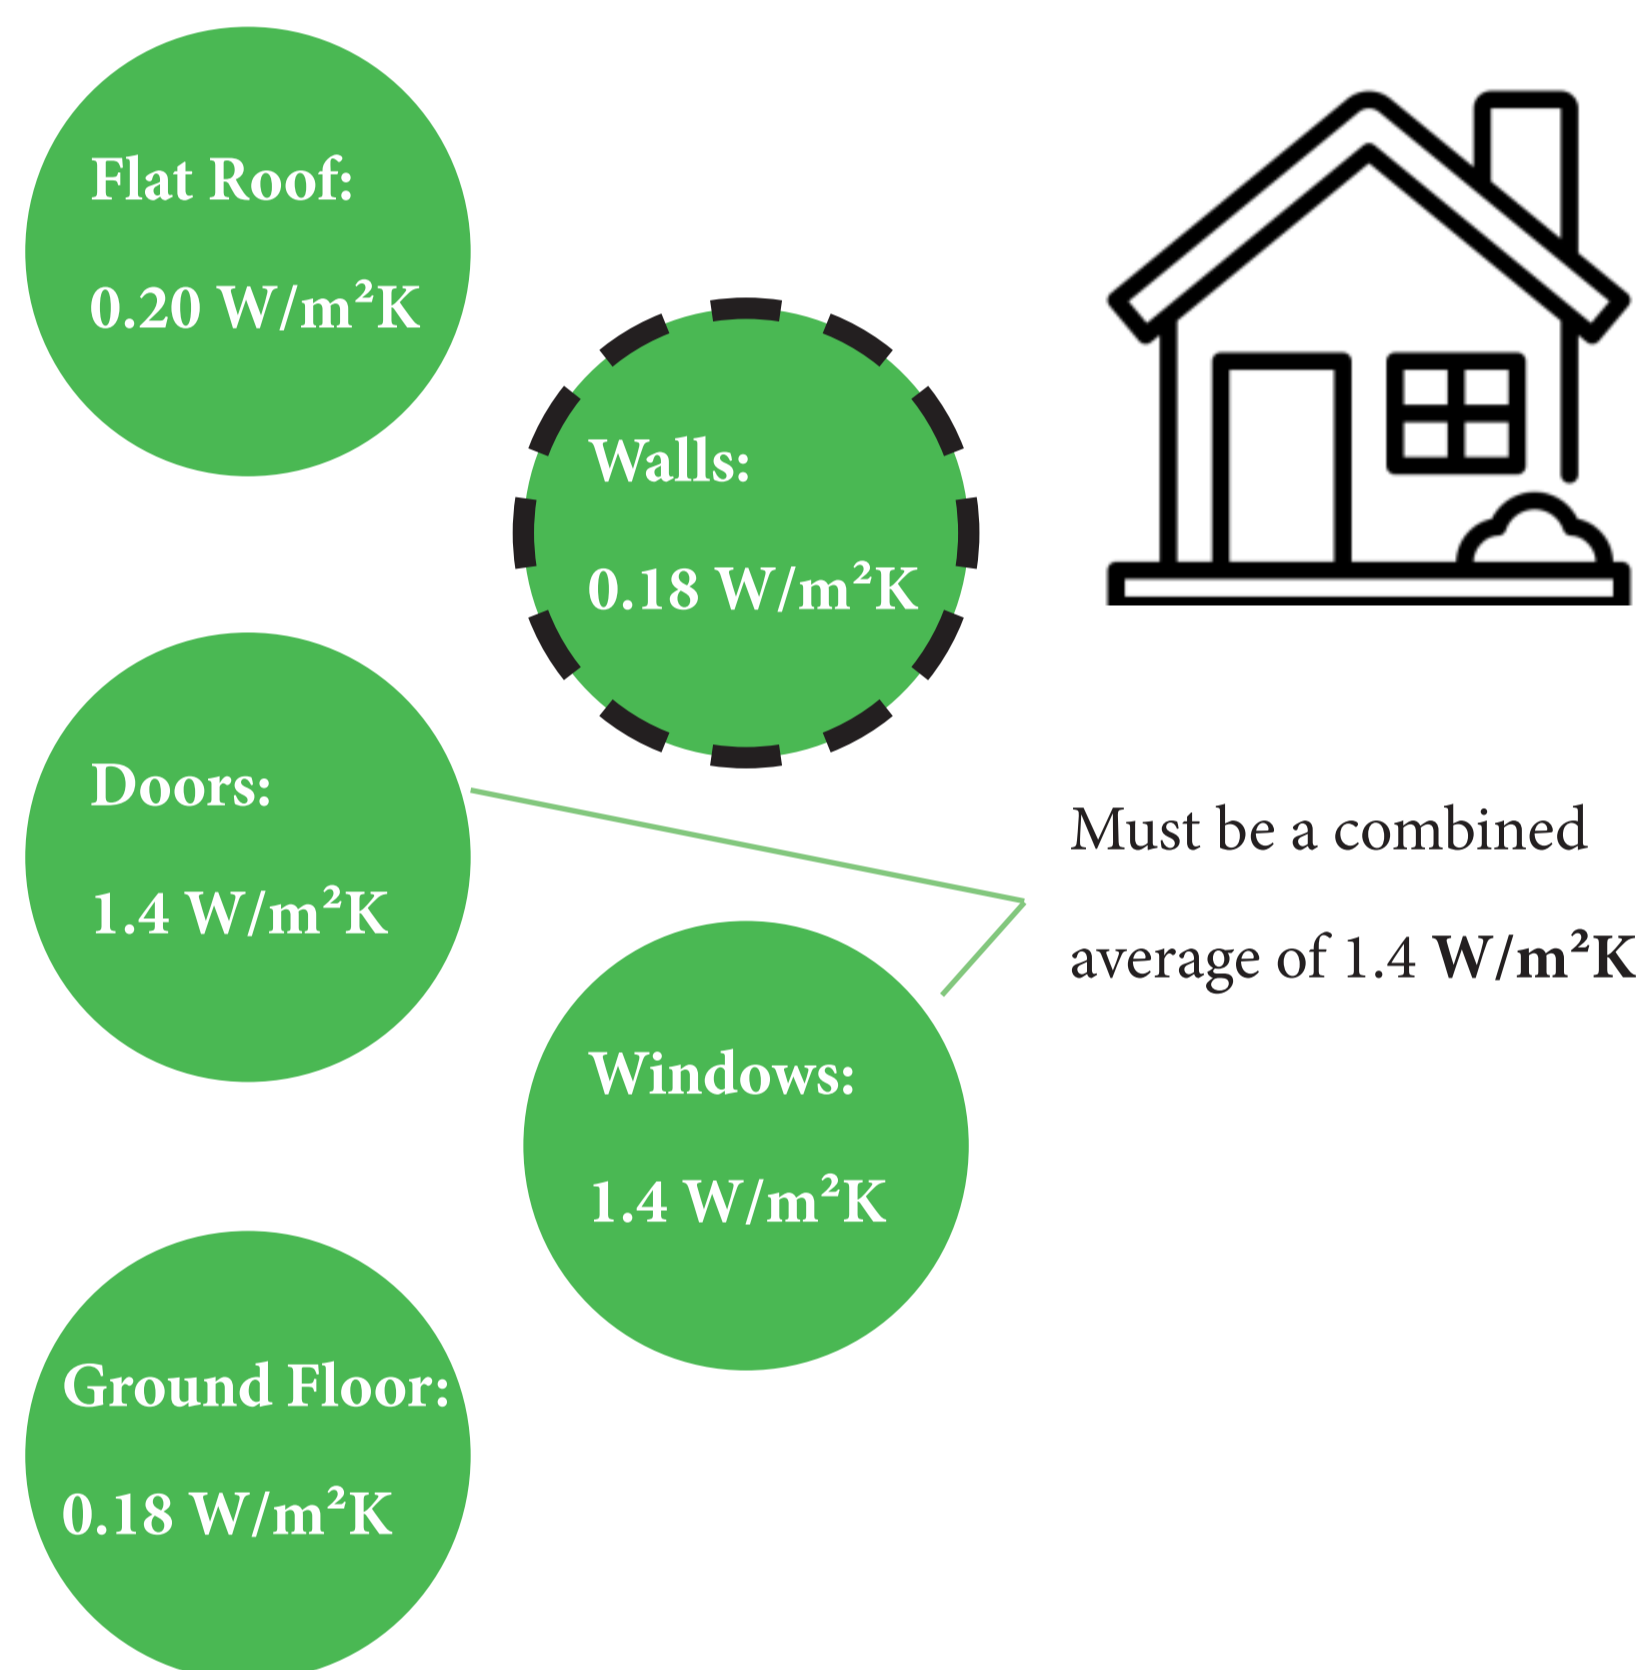 Flat Roof:
0.20 W/m²K
Walls:
0.18 W/m²K
Doors:
1.4 W/m²K
Must be a combined
average of 1.4 W/m²K
Windows:
1.4 W/m²K
Ground Floor:
0.18 W/m²K